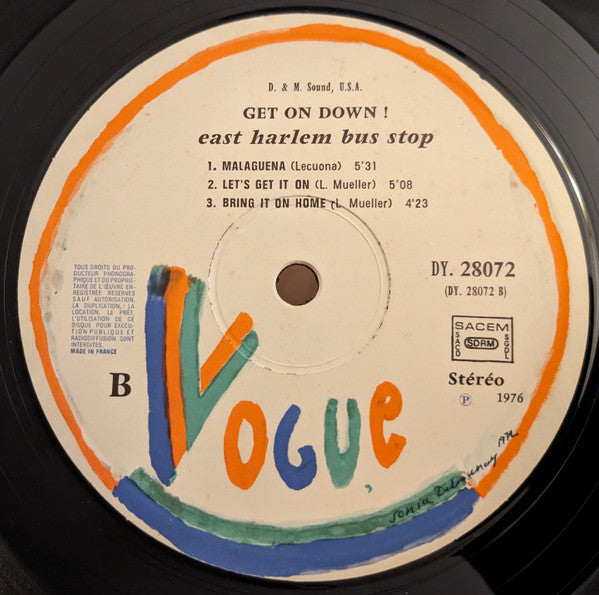 D. & M. Sound, U.S.A.
GET ON DOWN !
east harlem bus stop
1. MALAGUENA (Lecuona) 5'31
2. LET'S GET IT ON (L. Mueller) 5'08
3. BRING IT ON HOME (L. Mueller) 4'23
TOUS DROITS DU PRO-
DUCTEUR PHONOGRA-
PHIQUE ET DU PROPRIE-
TAIRE DE L'ŒUVRE EN-
REGISTREE RESERVES
SAUF AUTORISATION,
LA DUPLICATION, LA
LOCATION, LE PRÊT,
L'UTILISATION DE CE
DISQUE POUR EXECU-
TION PUBLIQUE ET
RADIODIFFUSION SONT
INTERDITES.
MADE IN FRANCE
DY. 28072
(DY. 28072 B)
SACEM
SACD
SDRM
SGDL
Stéréo
℗ 1976
B
VOGUE
Sonia Delaunay